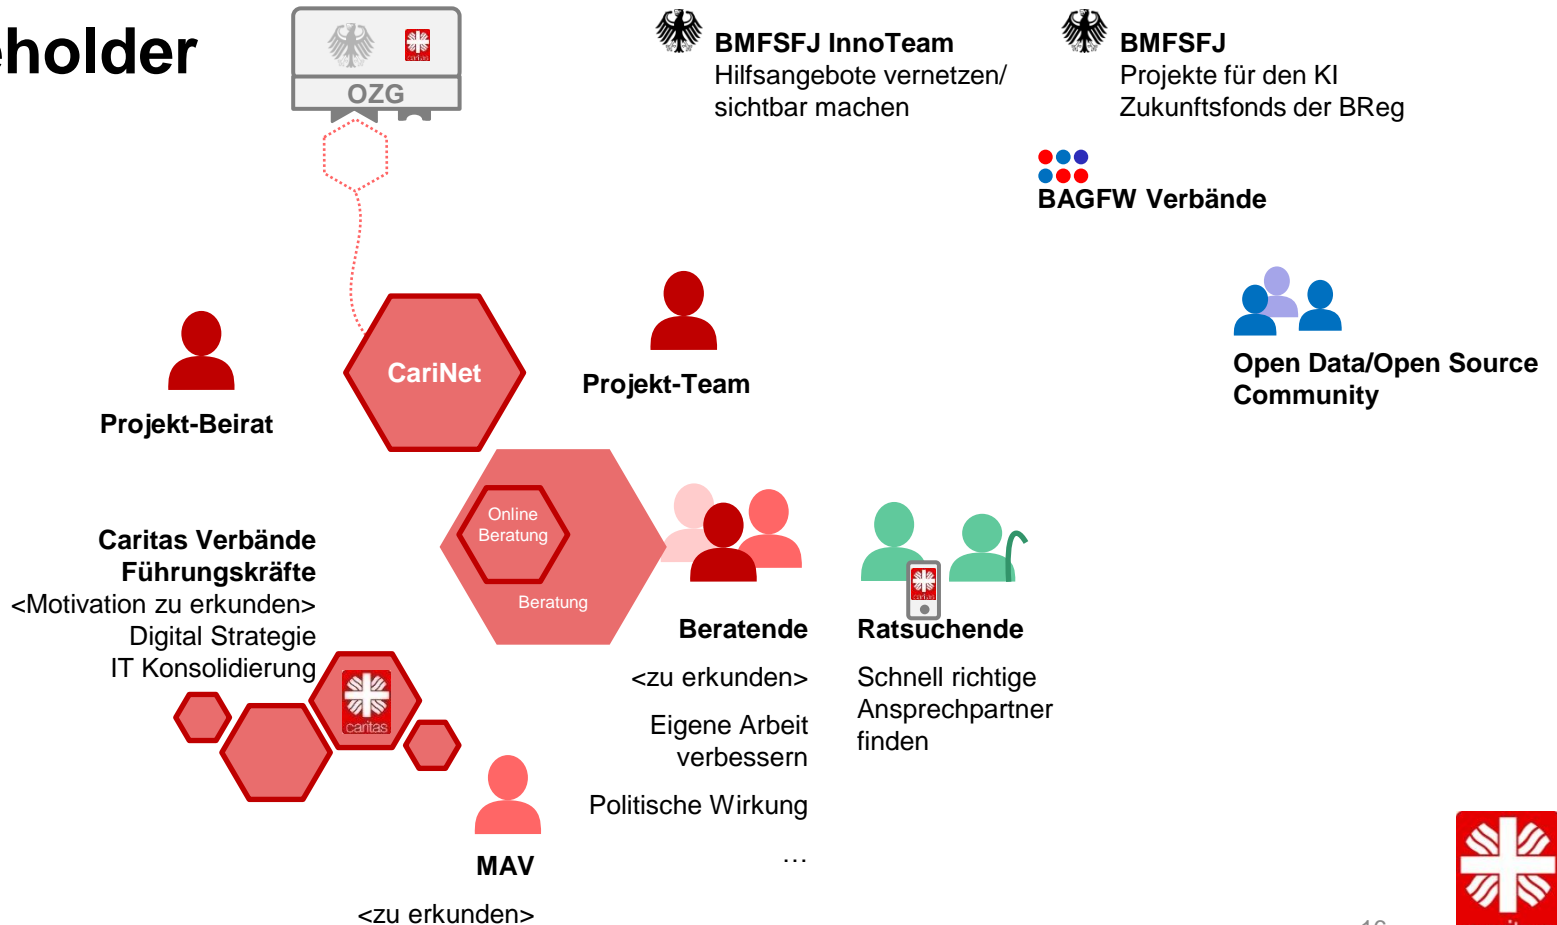 eholder
OZG
BMFSFJ InnoTeam
Hilfsangebote vernetzen/
sichtbar machen
BMFSFJ
Projekte für den KI
Zukunftsfonds der BReg
BAGFW Verbände
CariNet
Projekt-Team
Projekt-Beirat
Open Data/Open Source
Community
Online
Beratung
Beratung
Caritas Verbände
Führungskräfte
<Motivation zu erkunden>
Digital Strategie
IT Konsolidierung
caritas
Beratende
<zu erkunden>
Eigene Arbeit
verbessern
Politische Wirkung
…
Ratsuchende
Schnell richtige
Ansprechpartner
finden
MAV
<zu erkunden>